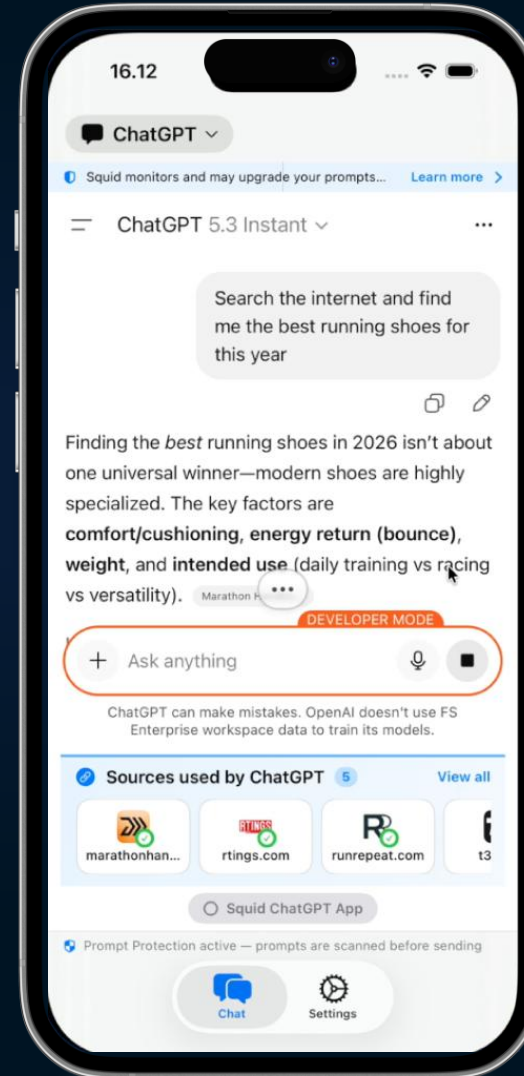 16.12
ChatGPT
Squid monitors and may upgrade your prompts... Learn more
ChatGPT 5.3 Instant
Search the internet and find
me the best running shoes for
this year
Finding the best running shoes in 2026 isn't about
one universal winner—modern shoes are highly
specialized. The key factors are
comfort/cushioning, energy return (bounce),
weight, and intended use (daily training vs racing
vs versatility). Marathon
DEVELOPER MODE
Ask anything
ChatGPT can make mistakes. OpenAI doesn't use FS
Enterprise workspace data to train its models.
Sources used by ChatGPT 5 View all
RTINGS
marathonhan... rtings.com runrepeat.com t3
Squid ChatGPT App
Prompt Protection active — prompts are scanned before sending
Chat Settings